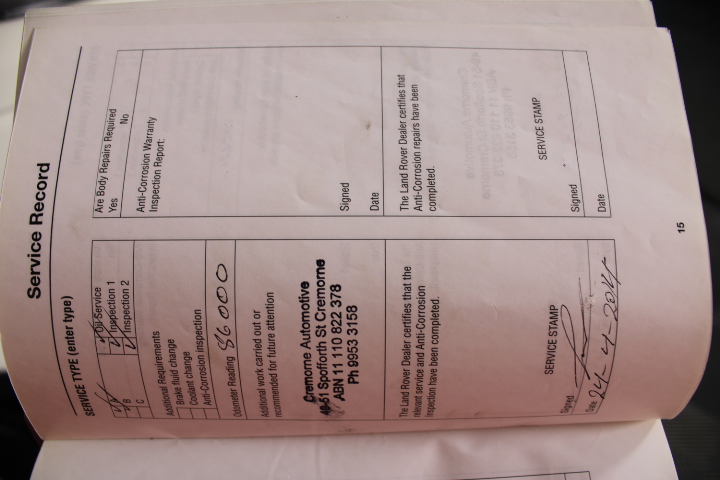 Service Record
SERVICE TYPE (enter type)
A Oil Service
B Inspection 1
C Inspection 2
Additional Requirements
Brake fluid change
Coolant change
Anti-Corrosion inspection
Odometer Reading 86000
Additional work carried out or
recommended for future attention
Cremorne Automotive
49-51 Spofforth St Cremorne
ABN 11 110 822 378
Ph 9953 3158
The Land Rover Dealer certifies that the
relevant service and Anti-Corrosion
inspection have been completed.
SERVICE STAMP
Signed
Date 24-4-2014
Are Body Repairs Required
Yes No
Anti-Corrosion Warranty
Inspection Report:
Signed
Date
The Land Rover Dealer certifies that
Anti-Corrosion repairs have been
completed.
SERVICE STAMP
Signed
Date
15